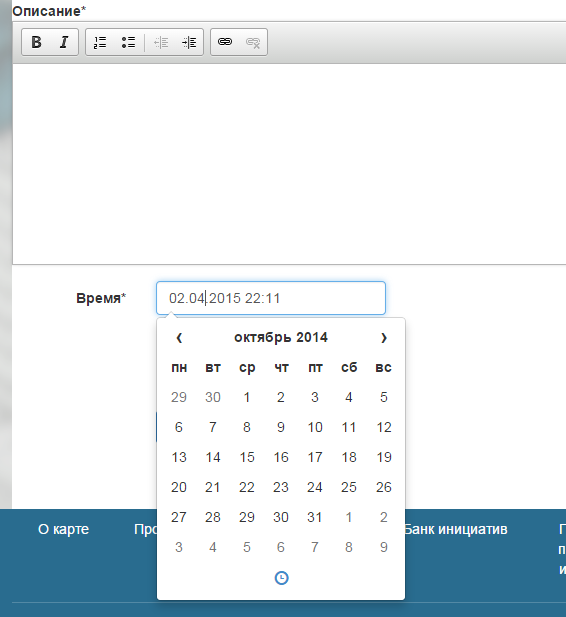 Описание*
B I
Время* 02.04.2015 22:11
‹ октябрь 2014 ›
пн вт ср чт пт сб вс
29 30 1 2 3 4 5
6 7 8 9 10 11 12
13 14 15 16 17 18 19
20 21 22 23 24 25 26
27 28 29 30 31 1 2
3 4 5 6 7 8 9
О карте Про Банк инициатив